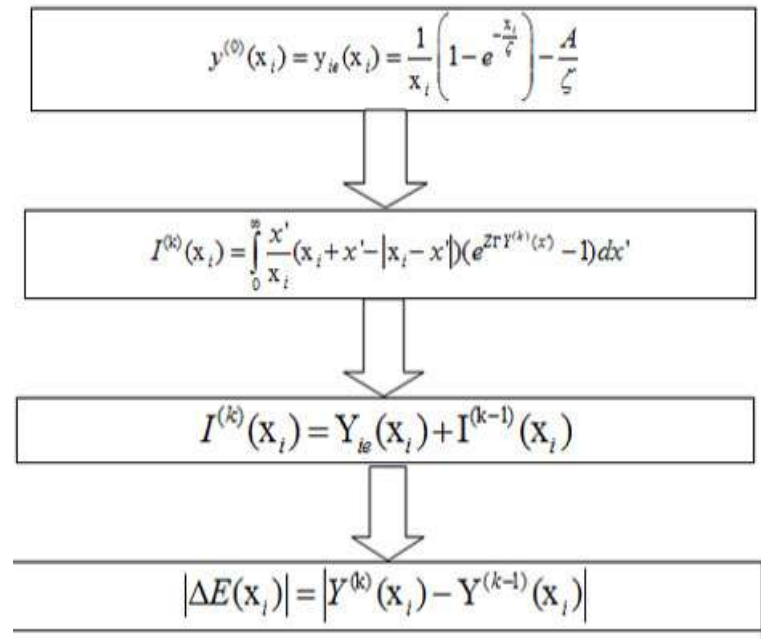 y^{(0)}(x_i) = y_{ie}(x_i) = \frac{1}{x_i}\left(1 - e^{-\frac{x_i}{\zeta}}\right) - \frac{A}{\zeta}
I^{(k)}(x_i) = \int_0^\infty \frac{x'}{x_i}(x_i + x' - |x_i - x'|)(e^{Z\Gamma Y^{(k)}(x')} - 1)dx'
I^{(k)}(x_i) = Y_{ie}(x_i) + I^{(k-1)}(x_i)
|\Delta E(x_i)| = |Y^{(k)}(x_i) - Y^{(k-1)}(x_i)|